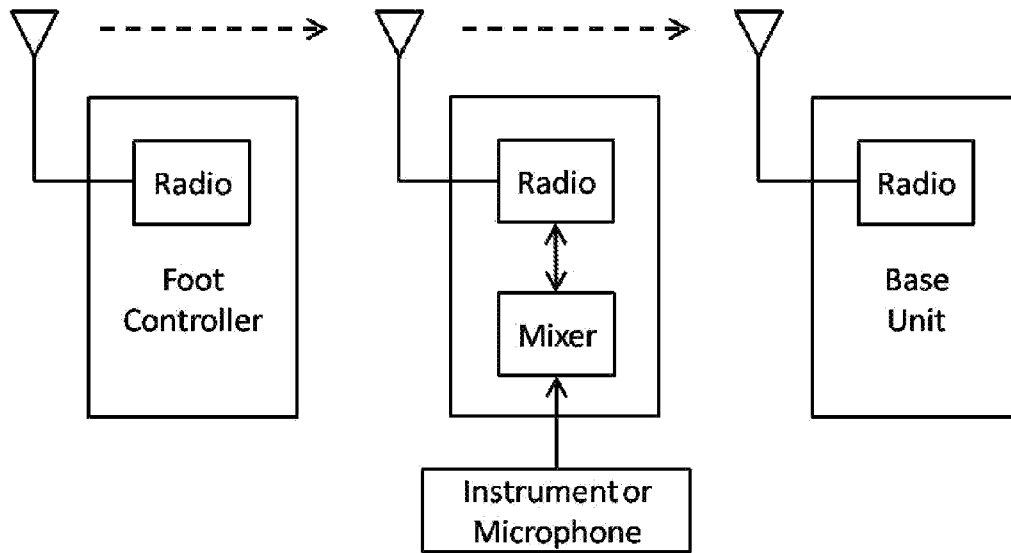 Radio
Foot
Controller
Radio
Mixer
Instrument or
Microphone
Radio
Base
Unit